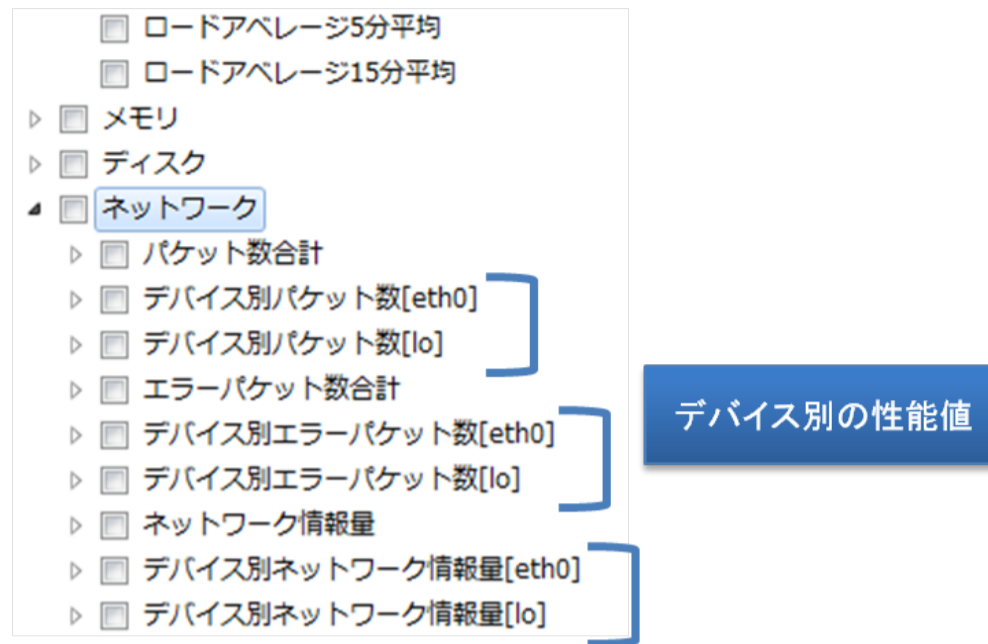 ロードアベレージ5分平均
ロードアベレージ15分平均
メモリ
ディスク
ネットワーク
パケット数合計
デバイス別パケット数[eth0]
デバイス別パケット数[lo]
エラーパケット数合計
デバイス別エラーパケット数[eth0]
デバイス別エラーパケット数[lo]
ネットワーク情報量
デバイス別ネットワーク情報量[eth0]
デバイス別ネットワーク情報量[lo]
デバイス別の性能値